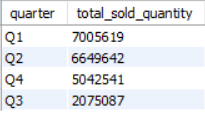 quarter total_sold_quantity
Q1 7005619
Q2 6649642
Q4 5042541
Q3 2075087